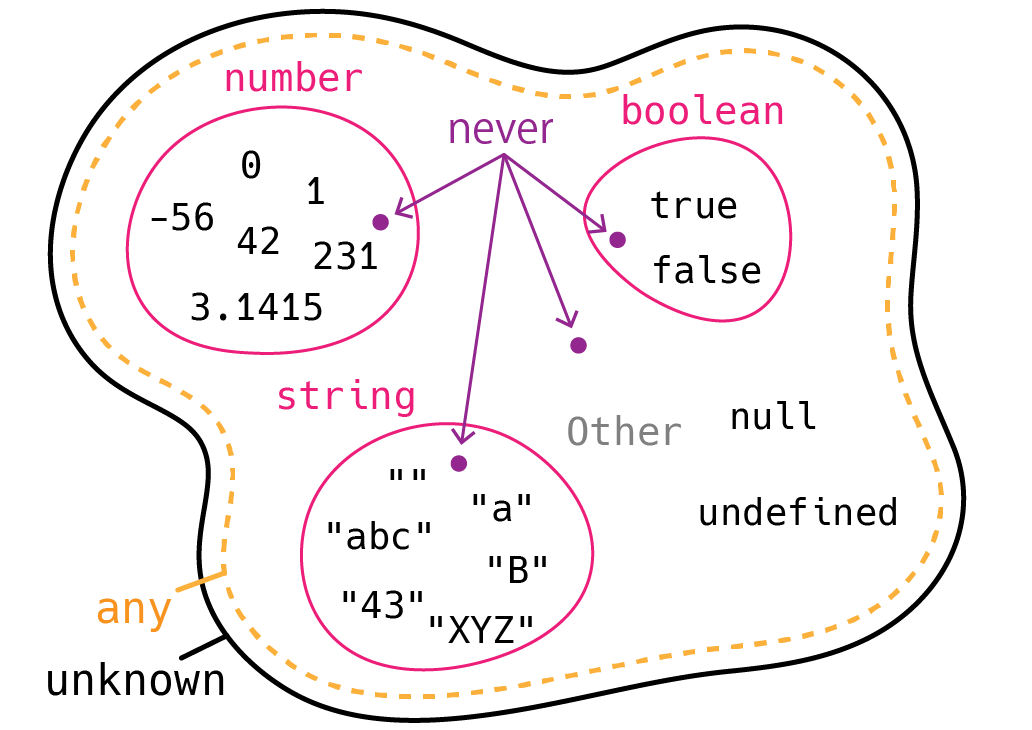 number
boolean
never
0
1
-56
42
231
3.1415
true
false
string
Other
null
""
"a"
"abc"
undefined
"B"
"43"
"XYZ"
any
unknown